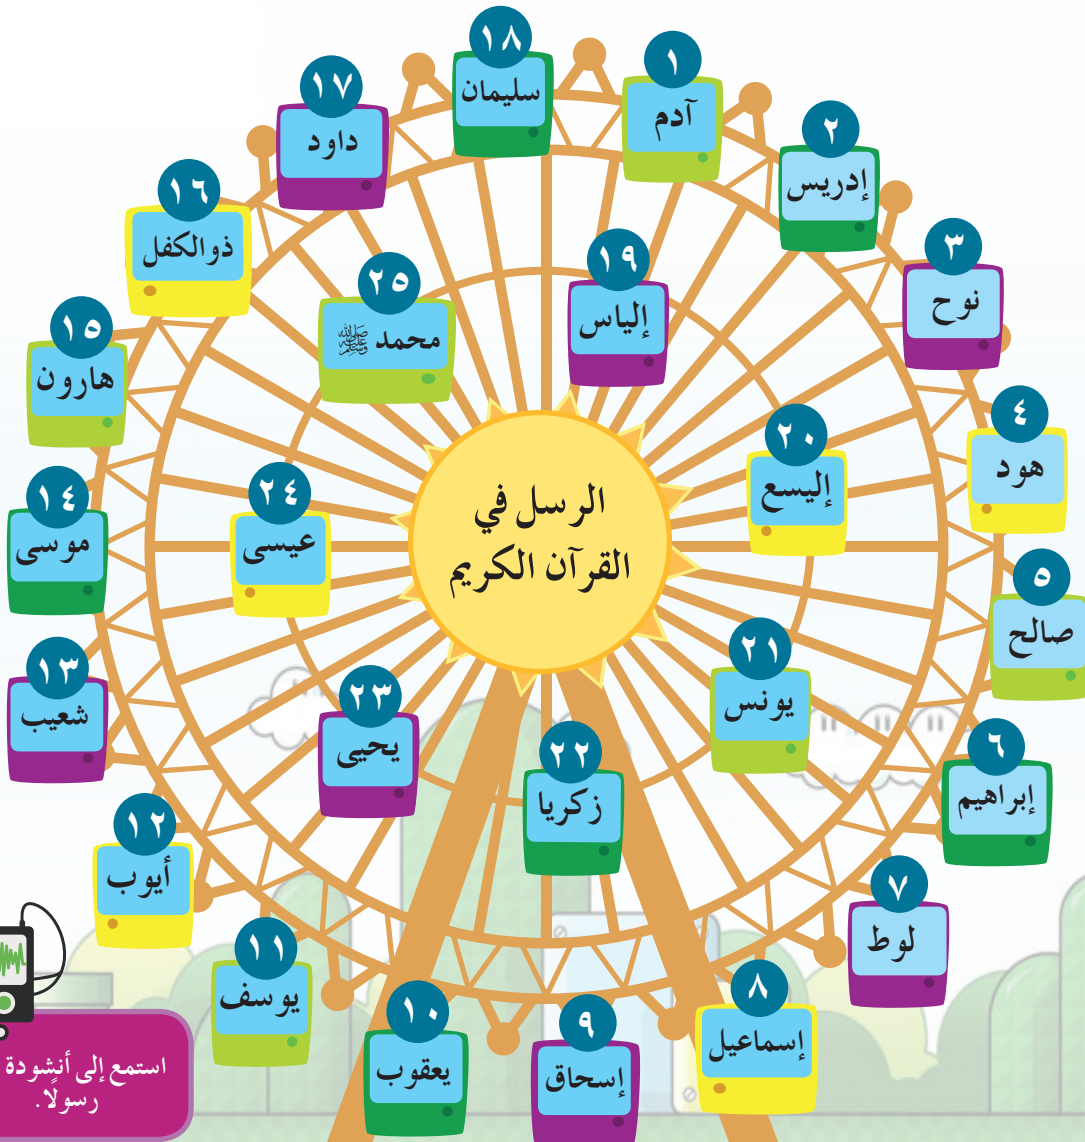 الرسل في
القرآن الكريم
١
آدم
٢
إدريس
٣
نوح
٤
هود
٥
صالح
٦
إبراهيم
٧
لوط
٨
إسماعيل
٩
إسحاق
١٠
يعقوب
١١
يوسف
١٢
أيوب
١٣
شعيب
١٤
موسى
١٥
هارون
١٦
ذو الكفل
١٧
داود
١٨
سليمان
١٩
إلياس
٢٠
إليسع
٢١
يونس
٢٢
زكريا
٢٣
يحيى
٢٤
عيسى
٢٥
محمد ﷺ
استمع إلى أنشودة
رسولًا.